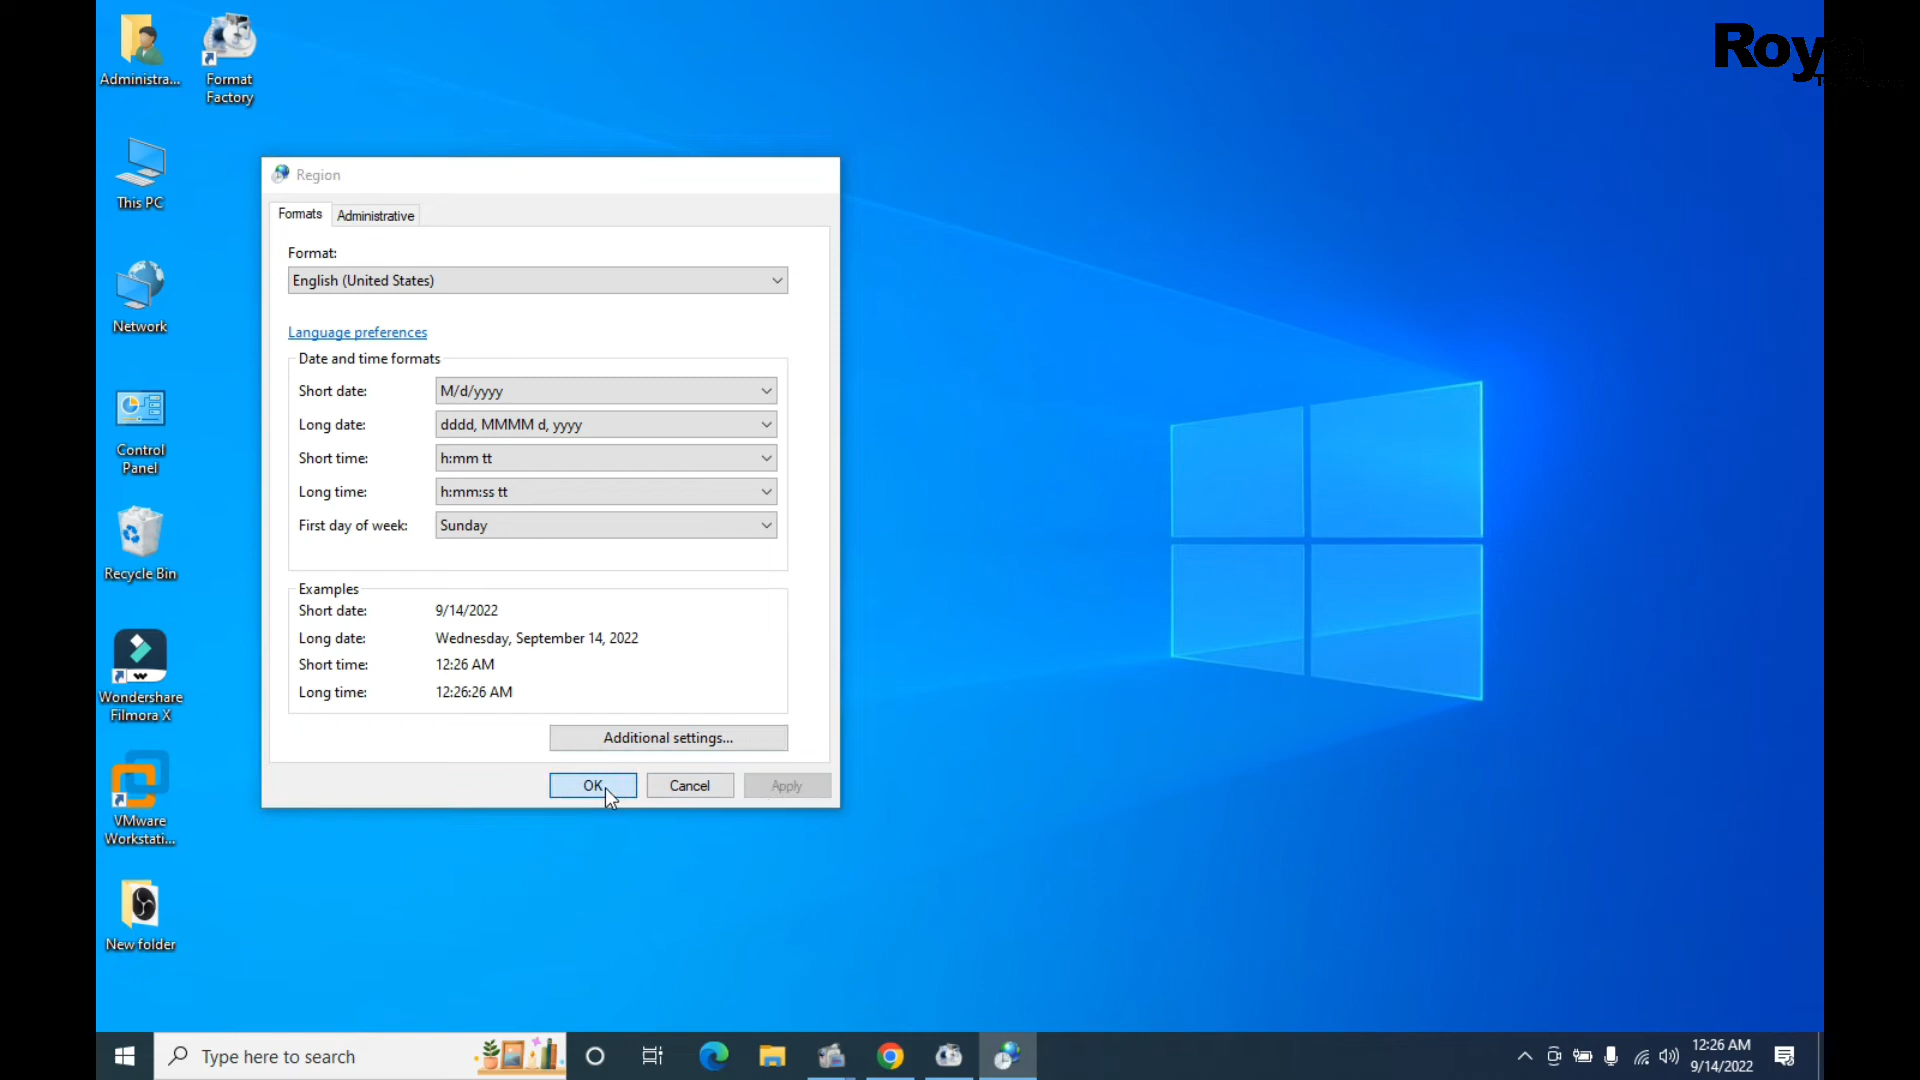 Administra...
Format
Factory
This PC
Network
Control
Panel
Recycle Bin
Wondershare
Filmora X
VMware
Workstati...
New folder
Region
Formats
Administrative
Format:
English (United States)
Language preferences
Date and time formats
Short date: M/d/yyyy
Long date: dddd, MMMM d, yyyy
Short time: h:mm tt
Long time: h:mm:ss tt
First day of week: Sunday
Examples
Short date: 9/14/2022
Long date: Wednesday, September 14, 2022
Short time: 12:26 AM
Long time: 12:26:26 AM
Additional settings...
OK
Cancel
Apply
Type here to search
12:26 AM
9/14/2022